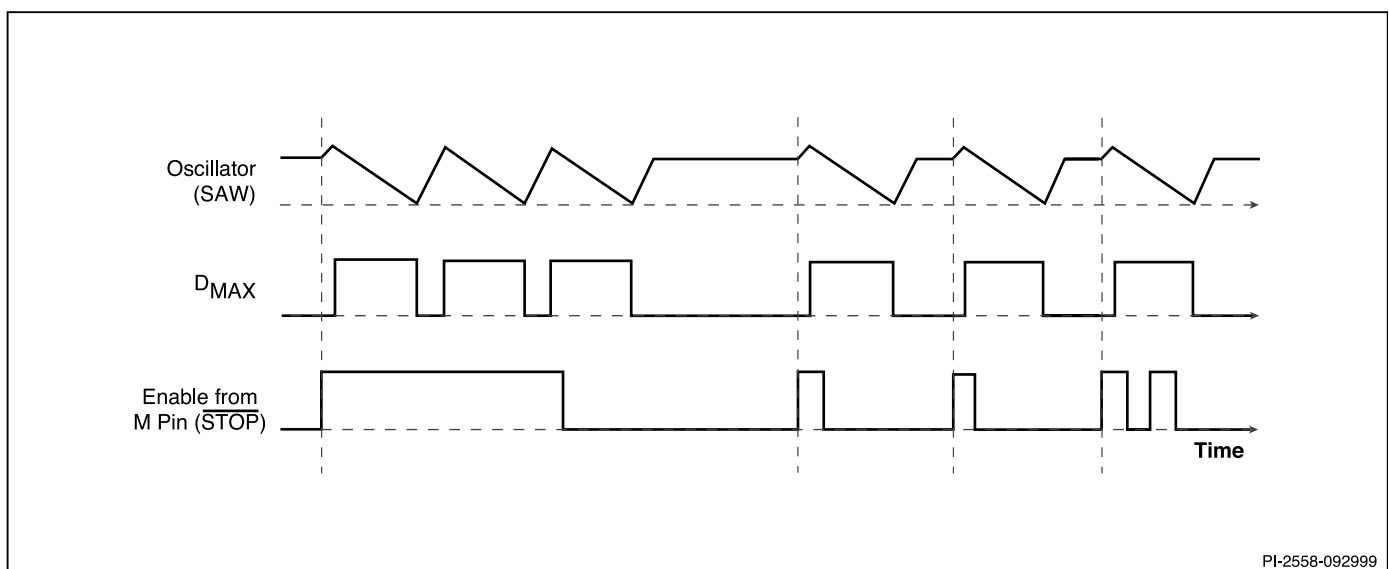 Oscillator
(SAW)
DMAX
Enable from
M Pin (STOP)
Time
PI-2558-092999